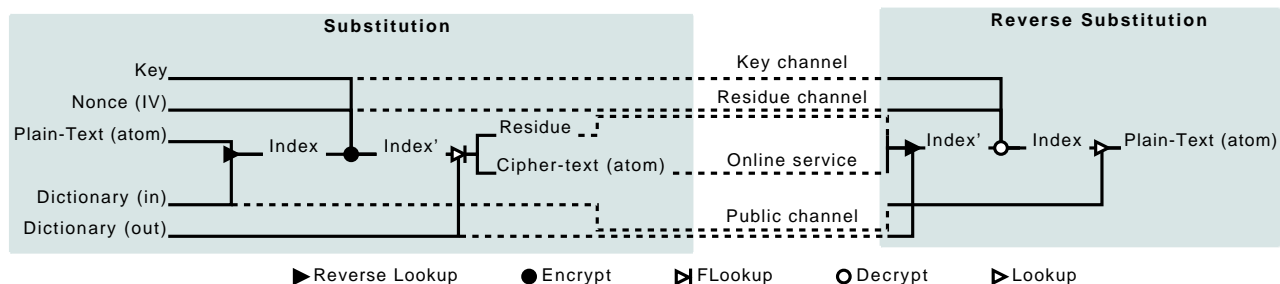 Substitution
Reverse Substitution
Key
Key channel
Nonce (IV)
Residue channel
Plain-Text (atom)
Residue
Index
Index’
Index’
Index
Plain-Text (atom)
Cipher-text (atom)
Online service
Dictionary (in)
Public channel
Dictionary (out)
Reverse Lookup
Encrypt
FLookup
Decrypt
Lookup